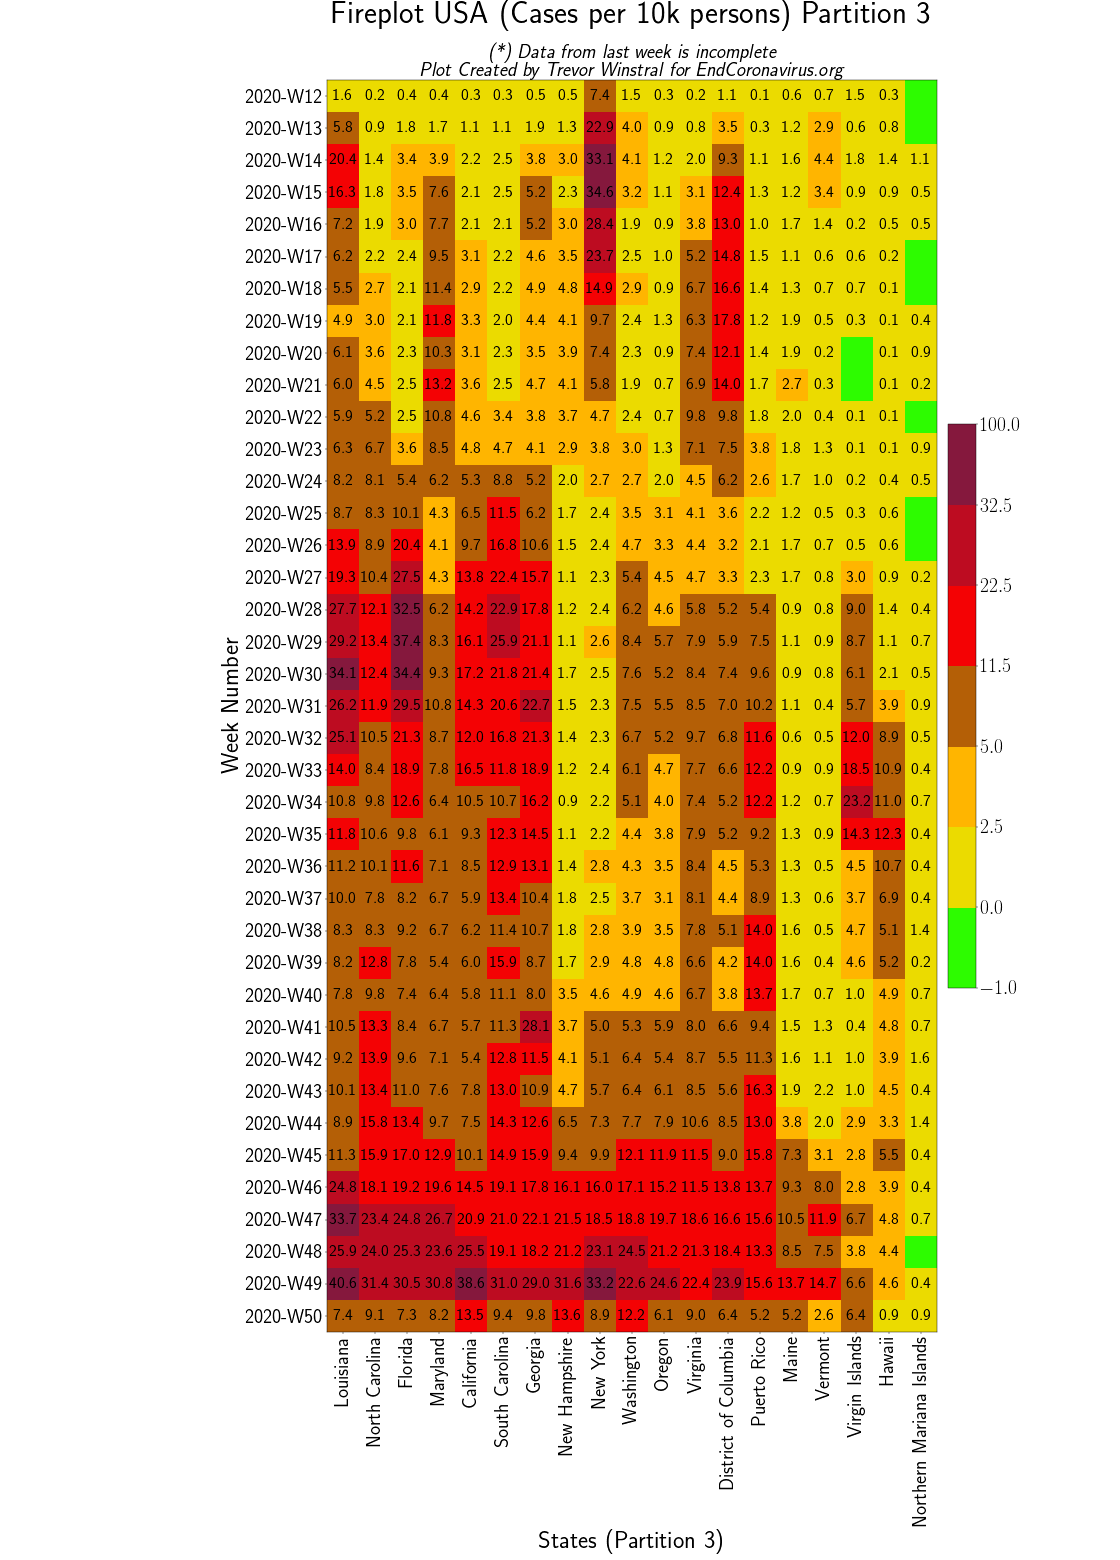 Fireplot USA (Cases per 10k persons) Partition 3
(*) Data from last week is incomplete
Plot Created by Trevor Winstral for EndCoronavirus.org
2020-W12 1.6 0.2 0.4 0.4 0.3 0.3 0.5 0.5 7.4 1.5 0.3 0.2 1.1 0.1 0.6 0.7 1.5 0.3
2020-W13 5.8 0.9 1.8 1.7 1.1 1.1 1.9 1.3 22.9 4.0 0.9 0.8 3.5 0.3 1.2 2.9 0.6 0.8
2020-W14 20.4 1.4 3.4 3.9 2.2 2.5 3.8 3.0 33.1 4.1 1.2 2.0 9.3 1.1 1.6 4.4 1.8 1.4 1.1
2020-W15 16.3 1.8 3.5 7.6 2.1 2.5 5.2 2.3 34.6 3.2 1.1 3.1 12.4 1.3 1.2 3.4 0.9 0.9 0.5
2020-W16 7.2 1.9 3.0 7.7 2.1 2.1 5.2 3.0 28.4 1.9 0.9 3.8 13.0 1.0 1.7 1.4 0.2 0.5 0.5
2020-W17 6.2 2.2 2.4 9.5 3.1 2.2 4.6 3.5 23.7 2.5 1.0 5.2 14.8 1.5 1.1 0.6 0.6 0.2
2020-W18 5.5 2.7 2.1 11.4 2.9 2.2 4.9 4.8 14.9 2.9 0.9 6.7 16.6 1.4 1.3 0.7 0.7 0.1
2020-W19 4.9 3.0 2.1 11.8 3.3 2.0 4.4 4.1 9.7 2.4 1.3 6.3 17.8 1.2 1.9 0.5 0.3 0.1 0.4
2020-W20 6.1 3.6 2.3 10.3 3.1 2.3 3.5 3.9 7.4 2.3 0.9 7.4 12.1 1.4 1.9 0.2 0.1 0.9
2020-W21 6.0 4.5 2.5 13.2 3.6 2.5 4.7 4.1 5.8 1.9 0.7 6.9 14.0 1.7 2.7 0.3 0.1 0.2
2020-W22 5.9 5.2 2.5 10.8 4.6 3.4 3.8 3.7 4.7 2.4 0.7 9.8 9.8 1.8 2.0 0.4 0.1 0.1
2020-W23 6.3 6.7 3.6 8.5 4.8 4.7 4.1 2.9 3.8 3.0 1.3 7.1 7.5 3.8 1.8 1.3 0.1 0.1 0.9
2020-W24 8.2 8.1 5.4 6.2 5.3 8.8 5.2 2.0 2.7 2.7 2.0 4.5 6.2 2.6 1.7 1.0 0.2 0.4 0.5
2020-W25 8.7 8.3 10.1 4.3 6.5 11.5 6.2 1.7 2.4 3.5 3.1 4.1 3.6 2.2 1.2 0.5 0.3 0.6
2020-W26 13.9 8.9 20.4 4.1 9.7 16.8 10.6 1.5 2.4 4.7 3.3 4.4 3.2 2.1 1.7 0.7 0.5 0.6
2020-W27 19.3 10.4 27.5 4.3 13.8 22.4 15.7 1.1 2.3 5.4 4.5 4.7 3.3 2.3 1.7 0.8 3.0 0.9 0.2
2020-W28 27.7 12.1 32.5 6.2 14.2 22.9 17.8 1.2 2.4 6.2 4.6 5.8 5.2 5.4 0.9 0.8 9.0 1.4 0.4
2020-W29 29.2 13.4 37.4 8.3 16.1 25.9 21.1 1.1 2.6 8.4 5.7 7.9 5.9 7.5 1.1 0.9 8.7 1.1 0.7
2020-W30 34.1 12.4 34.4 9.3 17.2 21.8 21.4 1.7 2.5 7.6 5.2 8.4 7.4 9.6 0.9 0.8 6.1 2.1 0.5
2020-W31 26.2 11.9 29.5 10.8 14.3 20.6 22.7 1.5 2.3 7.5 5.5 8.5 7.0 10.2 1.1 0.4 5.7 3.9 0.9
2020-W32 25.1 10.5 21.3 8.7 12.0 16.8 21.3 1.4 2.3 6.7 5.2 9.7 6.8 11.6 0.6 0.5 12.0 8.9 0.5
2020-W33 14.0 8.4 18.9 7.8 16.5 11.8 18.9 1.2 2.4 6.1 4.7 7.7 6.6 12.2 0.9 0.9 18.5 10.9 0.4
2020-W34 10.8 9.8 12.6 6.4 10.5 10.7 16.2 0.9 2.2 5.1 4.0 7.4 5.2 12.2 1.2 0.7 23.2 11.0 0.7
2020-W35 11.8 10.6 9.8 6.1 9.3 12.3 14.5 1.1 2.2 4.4 3.8 7.9 5.2 9.2 1.3 0.9 14.3 12.3 0.4
2020-W36 11.2 10.1 11.6 7.1 8.5 12.9 13.1 1.4 2.8 4.3 3.5 8.4 4.5 5.3 1.3 0.5 4.5 10.7 0.4
2020-W37 10.0 7.8 8.2 6.7 5.9 13.4 10.4 1.8 2.5 3.7 3.1 8.1 4.4 8.9 1.3 0.6 3.7 6.9 0.4
2020-W38 8.3 8.3 9.2 6.7 6.2 11.4 10.7 1.8 2.8 3.9 3.5 7.8 5.1 14.0 1.6 0.5 4.7 5.1 1.4
2020-W39 8.2 12.8 7.8 5.4 6.0 15.9 8.7 1.7 2.9 4.8 4.8 6.6 4.2 14.0 1.6 0.4 4.6 5.2 0.2
2020-W40 7.8 9.8 7.4 6.4 5.8 11.1 8.0 3.5 4.6 4.9 4.6 6.7 3.8 13.7 1.7 0.7 1.0 4.9 0.7
2020-W41 10.5 13.3 8.4 6.7 5.7 11.3 28.1 3.7 5.0 5.3 5.9 8.0 6.6 9.4 1.5 1.3 0.4 4.8 0.7
2020-W42 9.2 13.9 9.6 7.1 5.4 12.8 11.5 4.1 5.1 6.4 5.4 8.7 5.5 11.3 1.6 1.1 1.0 3.9 1.6
2020-W43 10.1 13.4 11.0 7.6 7.8 13.0 10.9 4.7 5.7 6.4 6.1 8.5 5.6 16.3 1.9 2.2 1.0 4.5 0.4
2020-W44 8.9 15.8 13.4 9.7 7.5 14.3 12.6 6.5 7.3 7.7 7.9 10.6 8.5 13.0 3.8 2.0 2.9 3.3 1.4
2020-W45 11.3 15.9 17.0 12.9 10.1 14.9 15.9 9.4 9.9 12.1 11.9 11.5 9.0 15.8 7.3 3.1 2.8 5.5 0.4
2020-W46 24.8 18.1 19.2 19.6 14.5 19.1 17.8 16.1 16.0 17.1 15.2 11.5 13.8 13.7 9.3 8.0 2.8 3.9 0.4
2020-W47 33.7 23.4 24.8 26.7 20.9 21.0 22.1 21.5 18.5 18.8 19.7 18.6 16.6 15.6 10.5 11.9 6.7 4.8 0.7
2020-W48 25.9 24.0 25.3 23.6 25.5 19.1 18.2 21.2 23.1 24.5 21.2 21.3 18.4 13.3 8.5 7.5 3.8 4.4
2020-W49 40.6 31.4 30.5 30.8 38.6 31.0 29.0 31.6 33.2 22.6 24.6 22.4 23.9 15.6 13.7 14.7 6.6 4.6 0.4
2020-W50 7.4 9.1 7.3 8.2 13.5 9.4 9.8 13.6 8.9 12.2 6.1 9.0 6.4 5.2 5.2 2.6 6.4 0.9 0.9
Week Number
Louisiana
North Carolina
Florida
Maryland
California
South Carolina
Georgia
New Hampshire
New York
Washington
Oregon
Virginia
District of Columbia
Puerto Rico
Maine
Vermont
Virgin Islands
Hawaii
Northern Mariana Islands
States (Partition 3)
100.0
32.5
22.5
11.5
5.0
2.5
0.0
−1.0